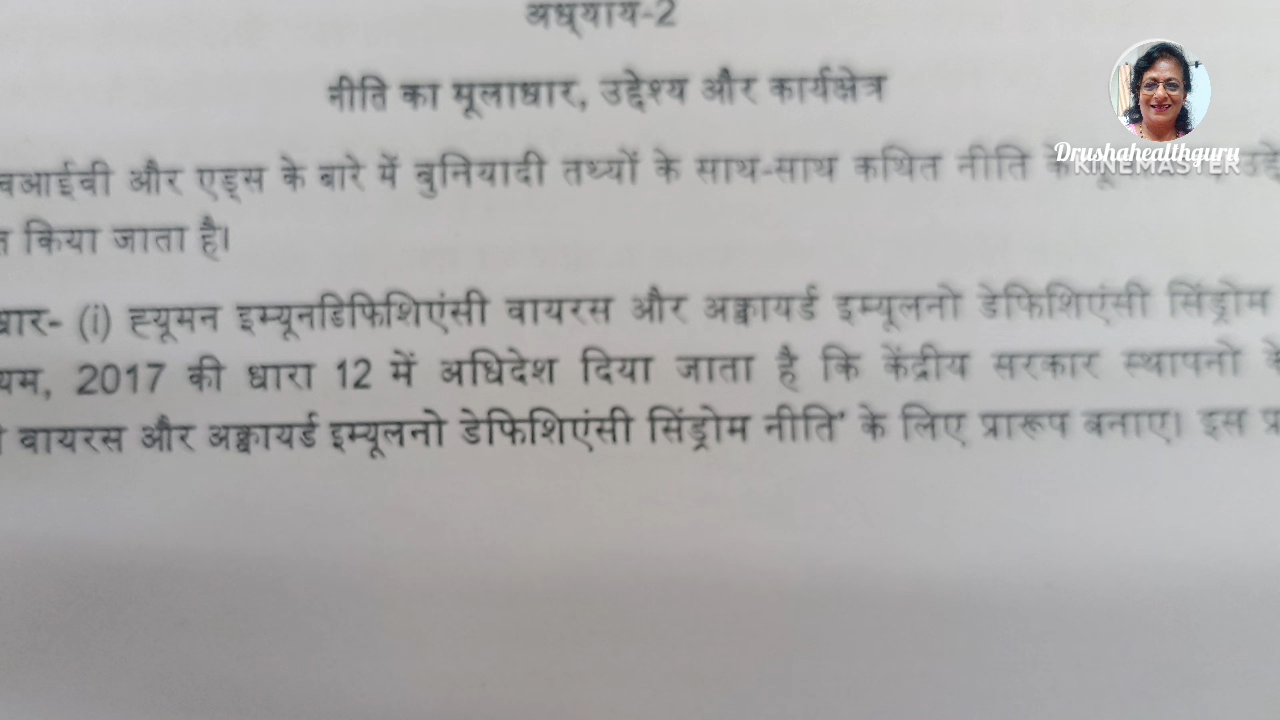 अध्याय-2
नीति का मूलाधार, उद्देश्य और कार्यक्षेत्र
Drushahealthguru
KINEMASTER
चआईवी और एड्स के बारे में बुनियादी तथ्यों के साथ-साथ कथित नीति के
किया जाता है।
धार- (i) ह्यूमन इम्यूनडिफिशिएंसी वायरस और अक्वायर्ड इम्यूलनो डेफिशिएंसी सिंड्रोम
यम, 2017 की धारा 12 में अधिदेश दिया जाता है कि केंद्रीय सरकार स्थापनो
वायरस और अक्वायर्ड इम्यूलनो डेफिशिएंसी सिंड्रोम नीति' के लिए प्रारूप बनाए। इस